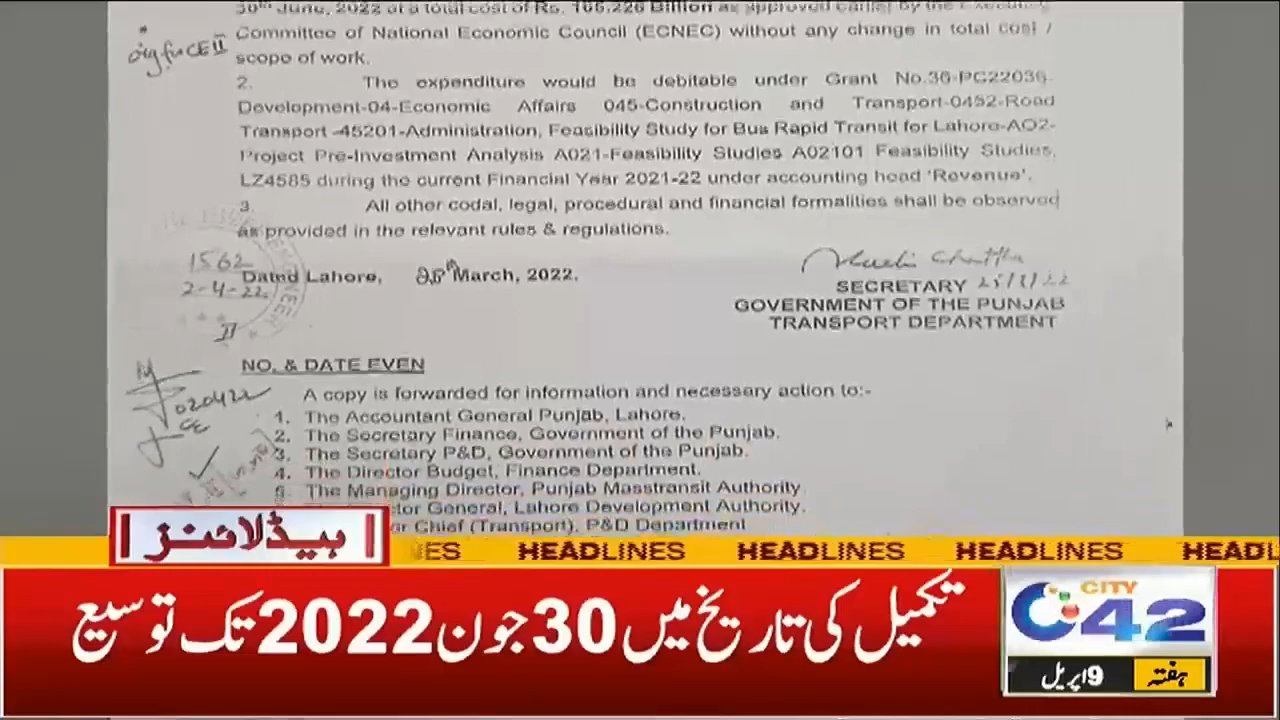 30th June, 2022 at a total cost of Rs. 166.226 Billion as approved earlier by the Executive
Committee of National Economic Council (ECNEC) without any change in total cost /
scope of work.
2. The expenditure would be debitable under Grant No.36-PC22036-
Development-04-Economic Affairs 045-Construction and Transport-0452-Road
Transport -45201-Administration, Feasibility Study for Bus Rapid Transit for Lahore-AO2-
Project Pre-Investment Analysis A021-Feasibility Studies A02101 Feasibility Studies,
LZ4585 during the current Financial Year 2021-22 under accounting head 'Revenue'.
3. All other codal, legal, procedural and financial formalities shall be observed
as provided in the relevant rules & regulations.
1562
2-4-22
II
Dated Lahore, 25th March, 2022.
SECRETARY
GOVERNMENT OF THE PUNJAB
TRANSPORT DEPARTMENT
NO. & DATE EVEN
020422
CE
A copy is forwarded for information and necessary action to:-
1. The Accountant General Punjab, Lahore.
2. The Secretary Finance, Government of the Punjab.
3. The Secretary P&D, Government of the Punjab.
4. The Director Budget, Finance Department.
5. The Managing Director, Punjab Masstransit Authority
General, Lahore Development Authority.
Chief (Transport), P&D Department
ہیڈلائنز
HEADLINES HEADLINES HEADLINES
تکمیل کی تاریخ میں 30 جون 2022 تک توسیع
CITY
42
ہفتہ 9 اپریل